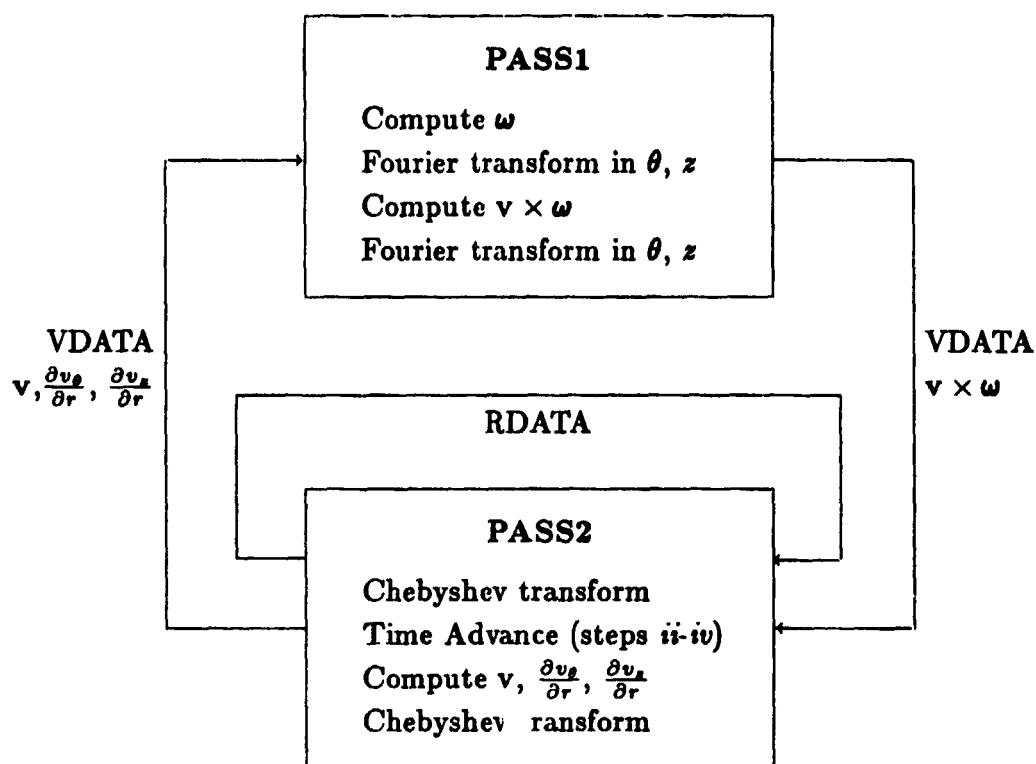 PASS1
Compute ω
Fourier transform in θ, z
Compute v × ω
Fourier transform in θ, z
VDATA
v, ∂v_θ/∂r, ∂v_z/∂r
VDATA
v × ω
RDATA
PASS2
Chebyshev transform
Time Advance (steps ii-iv)
Compute v, ∂v_θ/∂r, ∂v_z/∂r
Chebyshev ransform